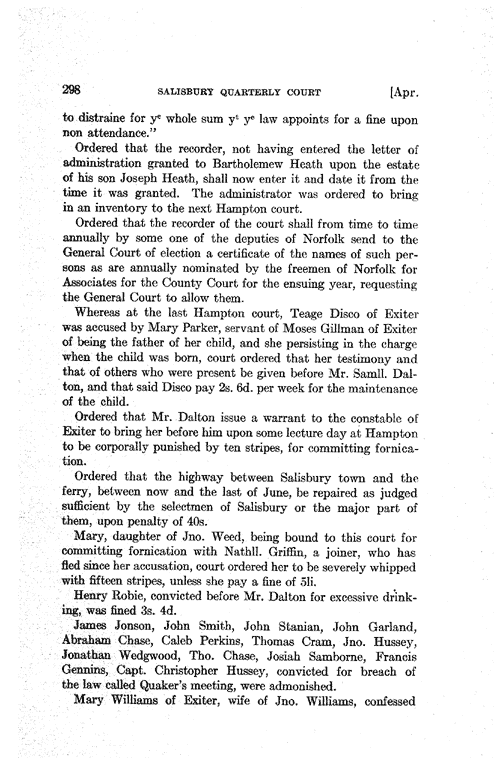 298 SALISBURY QUARTERLY COURT [Apr.
to distraine for yᵉ whole sum yᵗ yᵉ law appoints for a fine upon
non attendance."
Ordered that the recorder, not having entered the letter of
administration granted to Bartholemew Heath upon the estate
of his son Joseph Heath, shall now enter it and date it from the
time it was granted. The administrator was ordered to bring
in an inventory to the next Hampton court.
Ordered that the recorder of the court shall from time to time
annually by some one of the deputies of Norfolk send to the
General Court of election a certificate of the names of such per-
sons as are annually nominated by the freemen of Norfolk for
Associates for the County Court for the ensuing year, requesting
the General Court to allow them.
Whereas at the last Hampton court, Teage Disco of Exiter
was accused by Mary Parker, servant of Moses Gillman of Exiter
of being the father of her child, and she persisting in the charge
when the child was born, court ordered that her testimony and
that of others who were present be given before Mr. Samll. Dal-
ton, and that said Disco pay 2s. 6d. per week for the maintenance
of the child.
Ordered that Mr. Dalton issue a warrant to the constable of
Exiter to bring her before him upon some lecture day at Hampton
to be corporally punished by ten stripes, for committing fornica-
tion.
Ordered that the highway between Salisbury town and the
ferry, between now and the last of June, be repaired as judged
sufficient by the selectmen of Salisbury or the major part of
them, upon penalty of 40s.
Mary, daughter of Jno. Weed, being bound to this court for
committing fornication with Nathll. Griffin, a joiner, who has
fled since her accusation, court ordered her to be severely whipped
with fifteen stripes, unless she pay a fine of 5li.
Henry Robie, convicted before Mr. Dalton for excessive drink-
ing, was fined 3s. 4d.
James Jonson, John Smith, John Stanian, John Garland,
Abraham Chase, Caleb Perkins, Thomas Cram, Jno. Hussey,
Jonathan Wedgwood, Tho. Chase, Josiah Samborne, Francis
Gennins, Capt. Christopher Hussey, convicted for breach of
the law called Quaker's meeting, were admonished.
Mary Williams of Exiter, wife of Jno. Williams, confessed